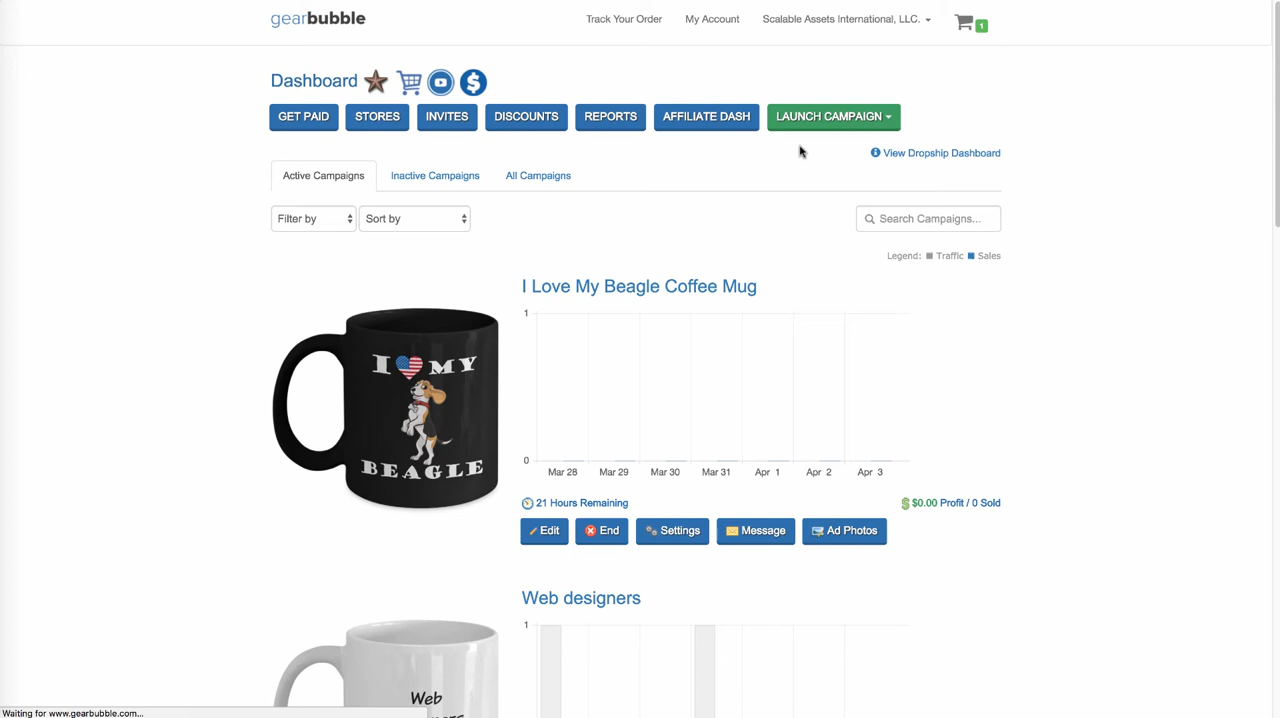 gearbubble
Track Your Order
My Account
Scalable Assets International, LLC.
1
Dashboard
GET PAID
STORES
INVITES
DISCOUNTS
REPORTS
AFFILIATE DASH
LAUNCH CAMPAIGN
View Dropship Dashboard
Active Campaigns
Inactive Campaigns
All Campaigns
Filter by
Sort by
Search Campaigns...
Legend: Traffic Sales
I Love My Beagle Coffee Mug
1
0
Mar 28 Mar 29 Mar 30 Mar 31 Apr 1 Apr 2 Apr 3
I MY
BEAGLE
21 Hours Remaining
$0.00 Profit / 0 Sold
Edit
End
Settings
Message
Ad Photos
Web designers
1
Web
Waiting for www.gearbubble.com...